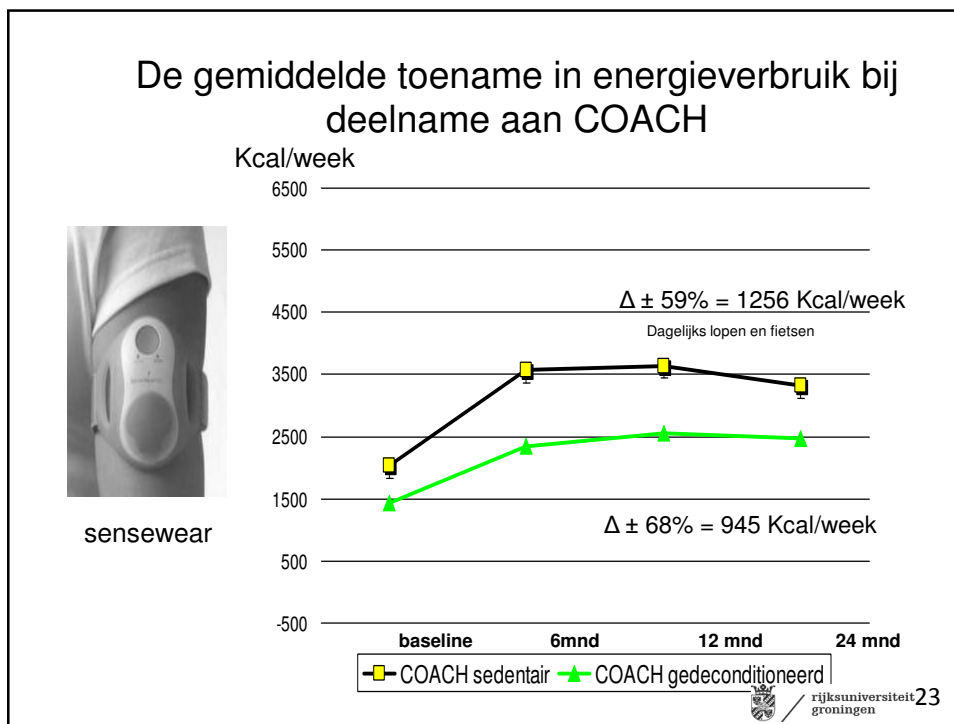 De gemiddelde toename in energieverbruik bij
deelname aan COACH
Kcal/week
6500
5500
4500
3500
2500
1500
500
-500
Δ ± 59% = 1256 Kcal/week
Dagelijks lopen en fietsen
Δ ± 68% = 945 Kcal/week
sensewear
baseline 6mnd 12 mnd 24 mnd
COACH sedentair COACH gedeconditioneerd
rijksuniversiteit
groningen
23